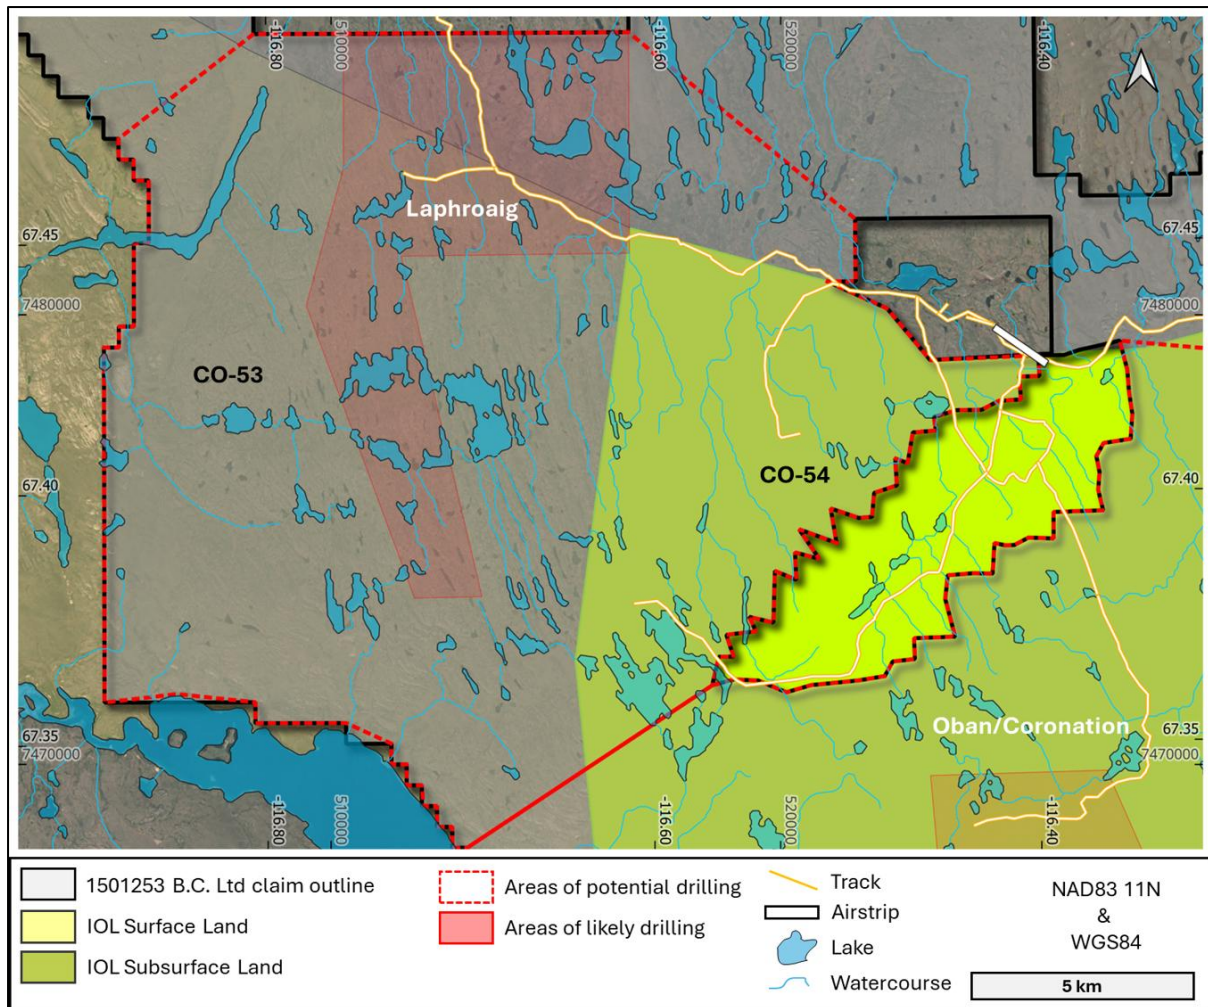 -116.80
510000
-116.60
520000
-116.40
Laphroaig
67.45
67.45
7480000
7480000
CO-53
CO-54
67.40
67.40
Oban/Coronation
67.35
67.35
7470000
7470000
-116.80
510000
-116.60
520000
-116.40
1501253 B.C. Ltd claim outline
IOL Surface Land
IOL Subsurface Land
Areas of potential drilling
Areas of likely drilling
Track
Airstrip
Lake
Watercourse
NAD83 11N
&
WGS84
5 km